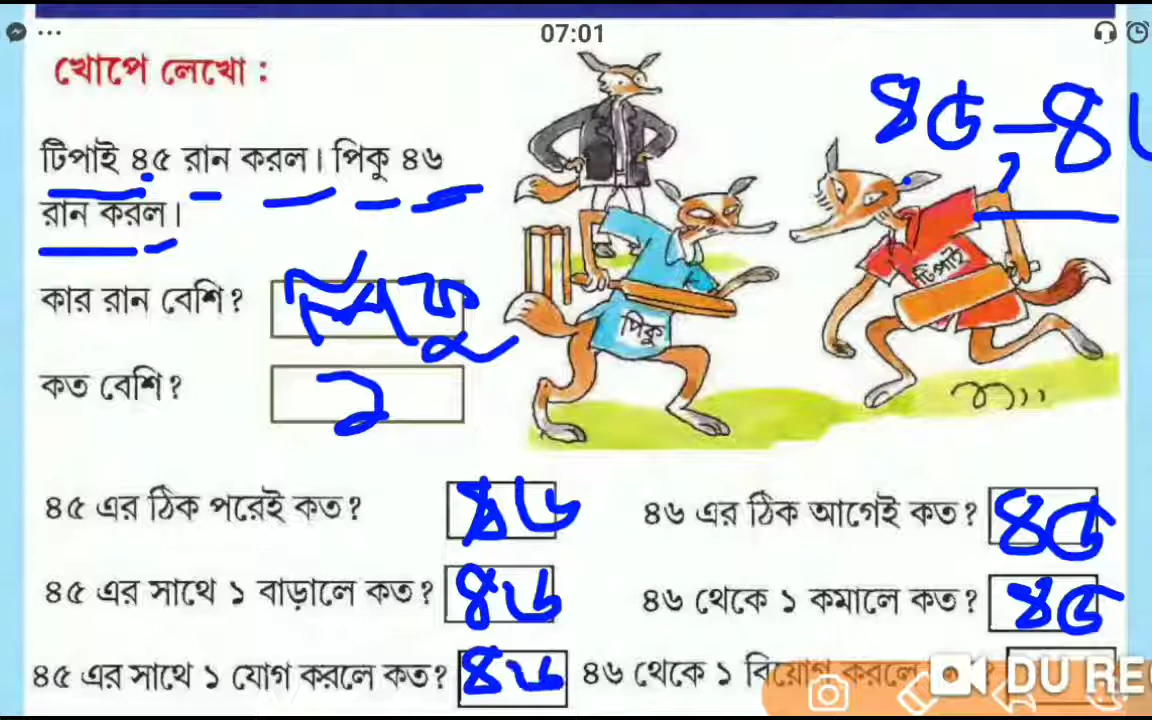 07:01
খোপে লেখো :
৪৫ - ৪
টিপাই ৪৫ রান করল। পিকু ৪৬
রান করল।
কার রান বেশি? পিকু
কত বেশি? ১
পিকু
টিপাই
৪৫ এর ঠিক পরেই কত? ৪৬
৪৬ এর ঠিক আগেই কত? ৪৫
৪৫ এর সাথে ১ বাড়ালে কত? ৪৬
৪৬ থেকে ১ কমালে কত? ৪৫
৪৫ এর সাথে ১ যোগ করলে কত? ৪৬
৪৬ থেকে ১ বিয়োগ করলে
DU REC